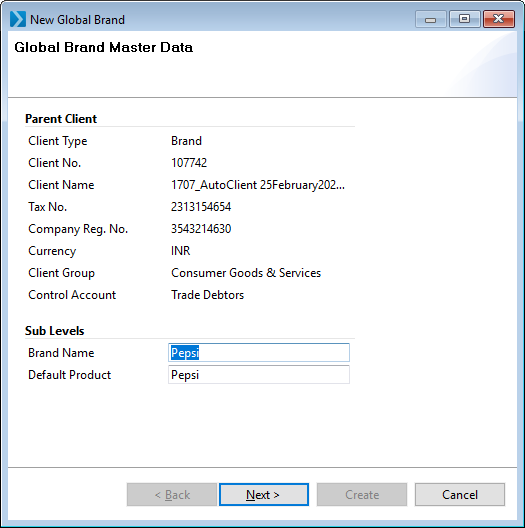 New Global Brand
Global Brand Master Data
Parent Client
Client Type Brand
Client No. 107742
Client Name 1707_AutoClient 25February202...
Tax No. 2313154654
Company Reg. No. 3543214630
Currency INR
Client Group Consumer Goods & Services
Control Account Trade Debtors
Sub Levels
Brand Name Pepsi
Default Product Pepsi
< Back Next > Create Cancel